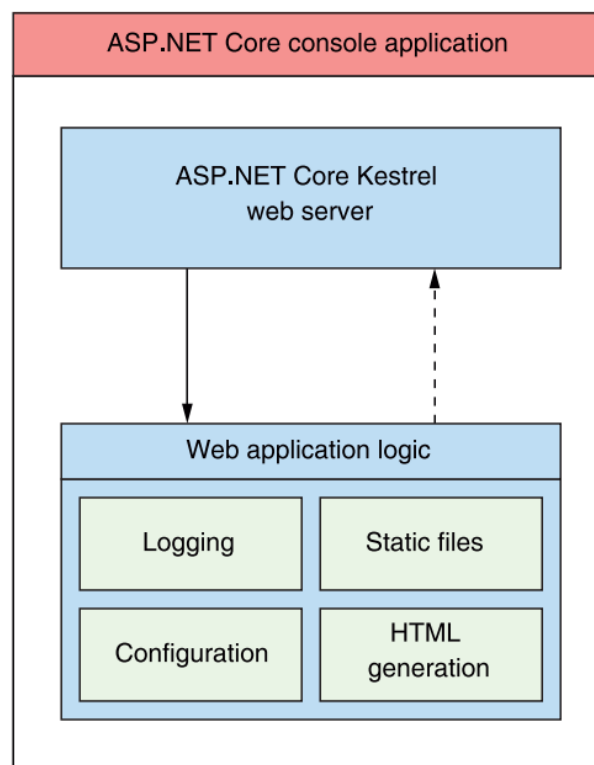 ASP.NET Core console application
ASP.NET Core Kestrel
web server
Web application logic
Logging
Static files
Configuration
HTML
generation